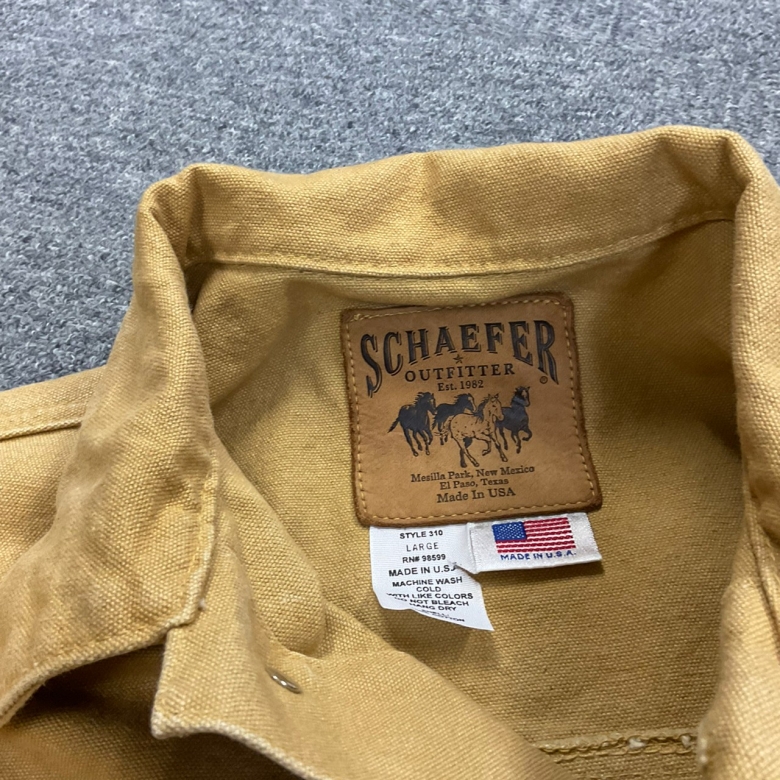 SCHAEFER
OUTFITTER
Est. 1982
®
Mesilla Park, New Mexico
El Paso, Texas
Made In USA
STYLE 310
LARGE
RN# 98599
MADE IN U.S.A
MACHINE WASH
COLD
WITH LIKE COLORS
DO NOT BLEACH
HANG DRY
MADE IN U.S.A.